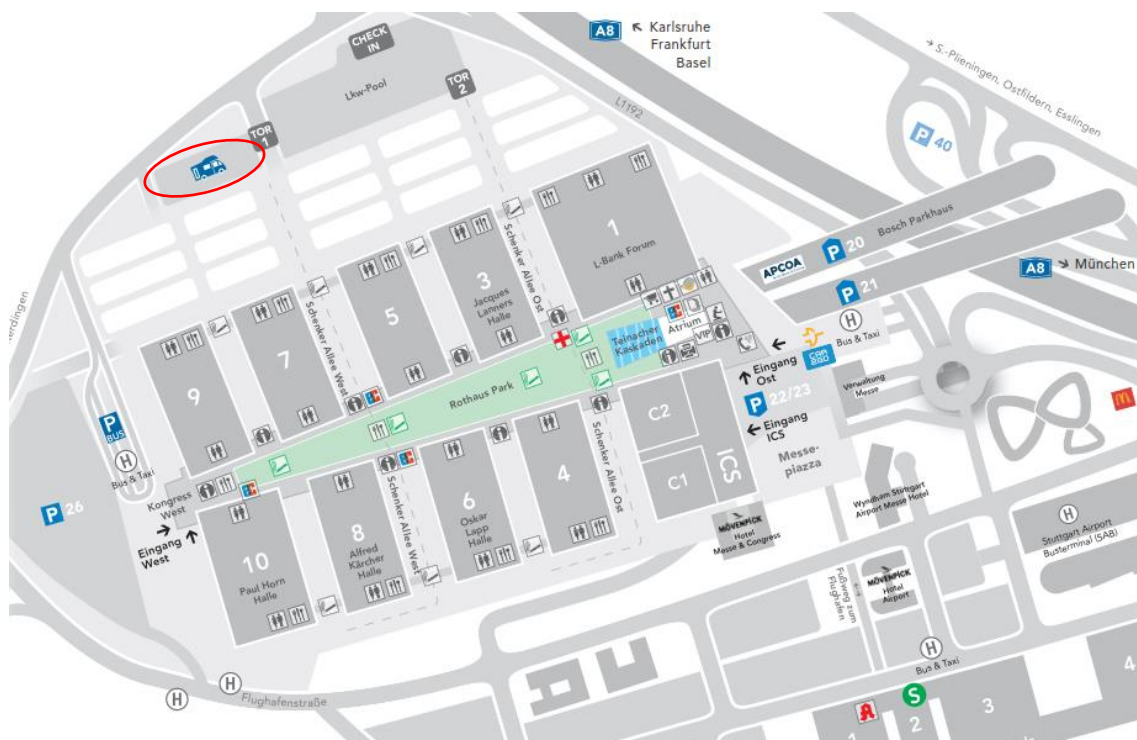 A8
Karlsruhe
Frankfurt
Basel
CHECK
IN
Lkw-Pool
TOR
2
TOR
1
L1192
S.-Plieningen, Ostfildern, Esslingen
P 40
Bosch Parkhaus
P 20
APCOA
P 21
A8
München
H
Bus & Taxi
1
L-Bank Forum
Schenker Allee Ost
3
Jacques
Lanners
Halle
5
Schenker Allee West
7
9
Teinacher
Kaskaden
Atrium
VIP
Rothaus Park
Eingang
Ost
P 22/23
Eingang
ICS
Messe-
piazza
Verwaltung
Messe
C2
C1
ICS
4
Schenker Allee Ost
6
Oskar
Lapp
Halle
Schenker Allee West
8
Alfred
Kärcher
Halle
10
Paul Horn
Halle
Kongress
West
Eingang
West
P
BUS
H
Bus & Taxi
P 26
erdingen
MÖVENPICK
Hotel
Messe & Congress
Wyndham Stuttgart
Airport Messe Hotel
MÖVENPICK
Hotel
Airport
Fußweg zum
Flughafen
H
Stuttgart Airport
Busterminal (SAB)
H
Bus & Taxi
S
H
H
Flughafenstraße
1
2
3
4